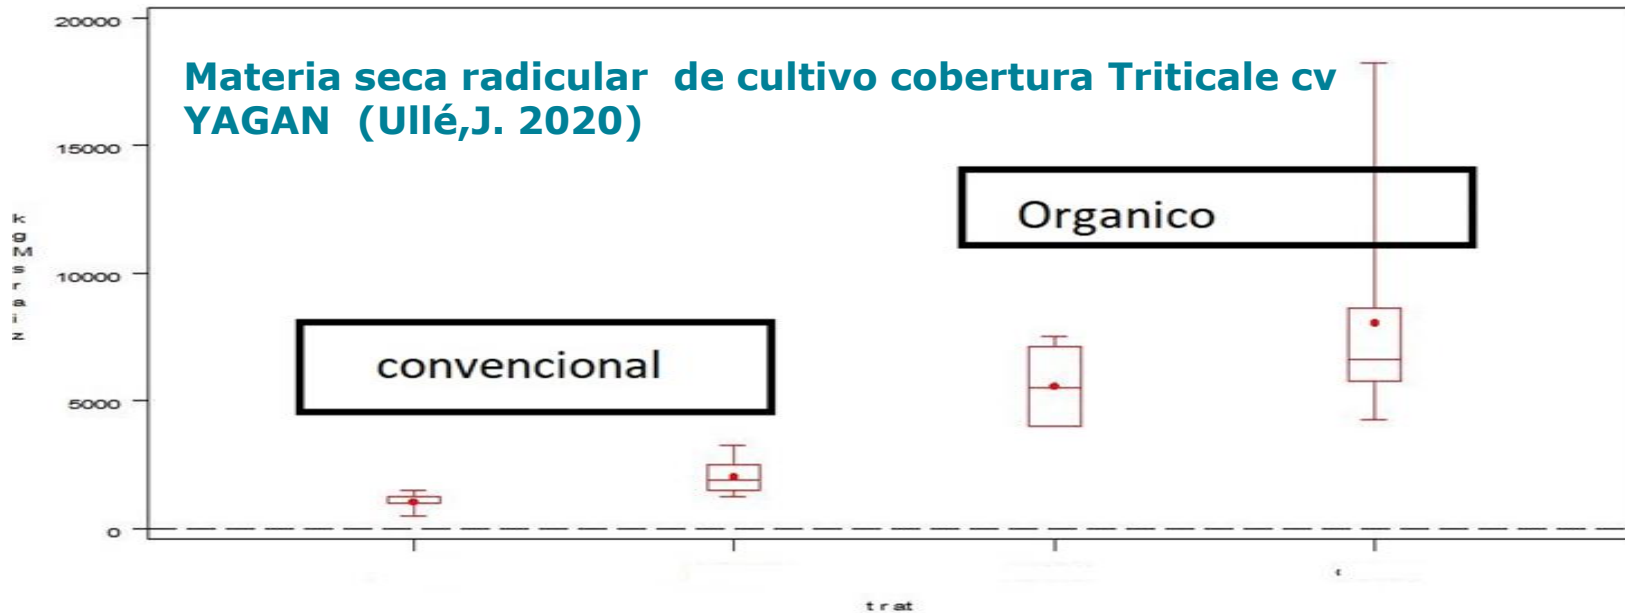 Materia seca radicular de cultivo cobertura Triticale cv
YAGAN (Ullé,J. 2020)
20000
15000
10000
5000
0
kgMsraiz
convencional
Organico
trat